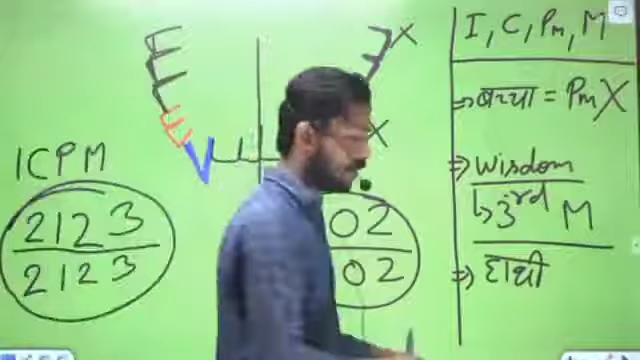 I, C, Pm, M
⇒ बच्चा = Pm X
X
X
ICPM
2123
2123
02
02
⇒ Wisdom
↳ 3rd M
⇒ हाथी